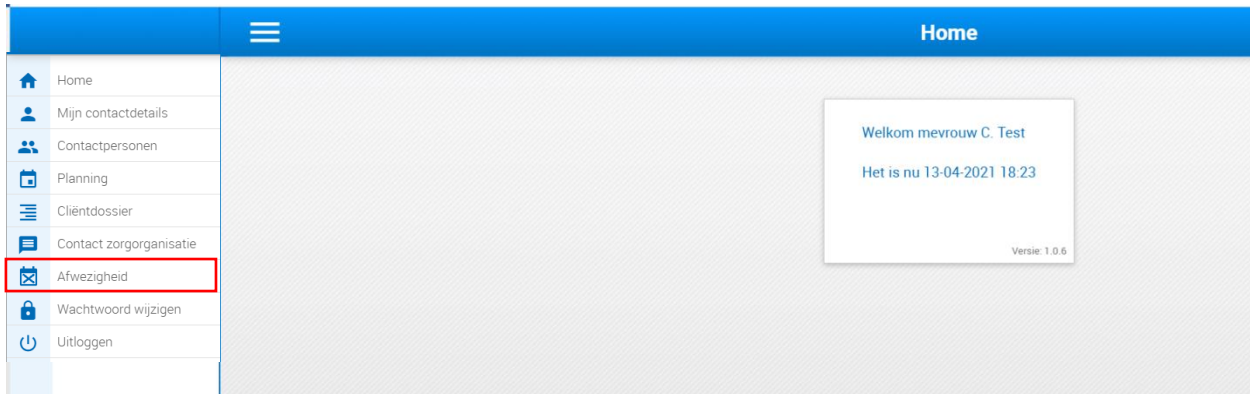 Home
Home
Mijn contactdetails
Contactpersonen
Planning
Cliëntdossier
Contact zorgorganisatie
Afwezigheid
Wachtwoord wijzigen
Uitloggen
Welkom mevrouw C. Test
Het is nu 13-04-2021 18:23
Versie: 1.0.6